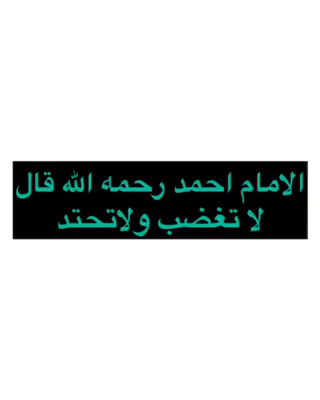 الامام احمد رحمه الله قال
لا تغضب ولاتحتد